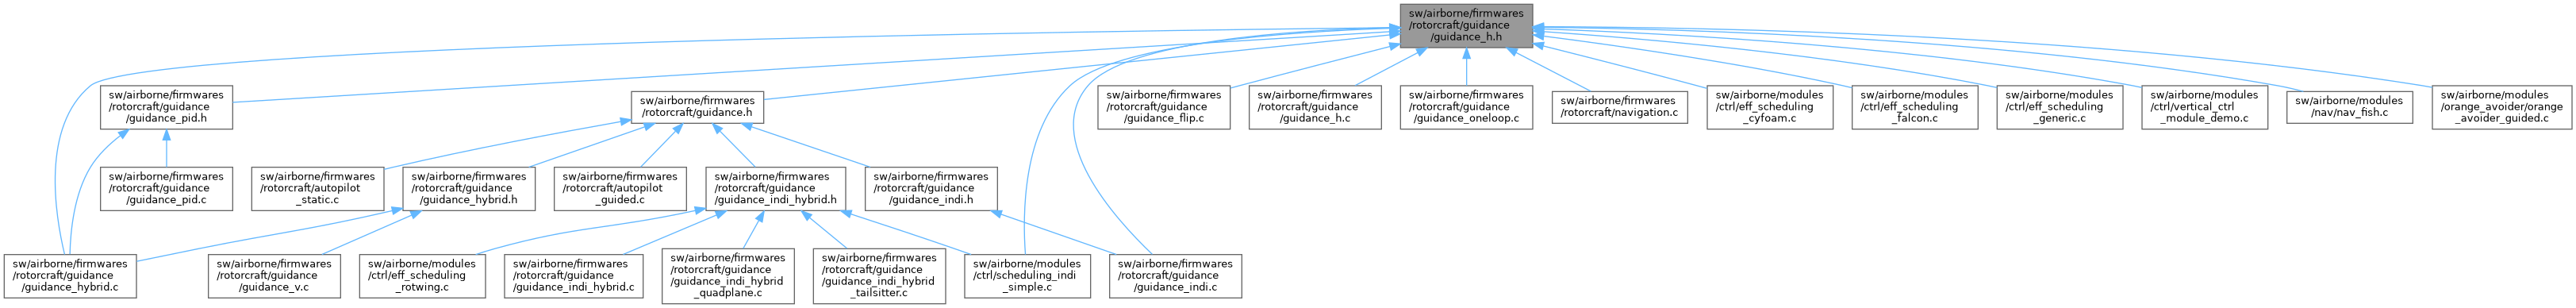 sw/airborne/firmwares
/rotorcraft/guidance
/guidance_h.h
sw/airborne/firmwares
/rotorcraft/guidance
/guidance_pid.h
sw/airborne/firmwares
/rotorcraft/guidance.h
sw/airborne/firmwares
/rotorcraft/guidance
/guidance_flip.c
sw/airborne/firmwares
/rotorcraft/guidance
/guidance_h.c
sw/airborne/firmwares
/rotorcraft/guidance
/guidance_oneloop.c
sw/airborne/firmwares
/rotorcraft/navigation.c
sw/airborne/modules
/ctrl/eff_scheduling
_cyfoam.c
sw/airborne/modules
/ctrl/eff_scheduling
_falcon.c
sw/airborne/modules
/ctrl/eff_scheduling
_generic.c
sw/airborne/modules
/ctrl/vertical_ctrl
_module_demo.c
sw/airborne/modules
/nav/nav_fish.c
sw/airborne/modules
/orange_avoider/orange
_avoider_guided.c
sw/airborne/firmwares
/rotorcraft/guidance
/guidance_pid.c
sw/airborne/firmwares
/rotorcraft/autopilot
_static.c
sw/airborne/firmwares
/rotorcraft/guidance
/guidance_hybrid.h
sw/airborne/firmwares
/rotorcraft/autopilot
_guided.c
sw/airborne/firmwares
/rotorcraft/guidance
/guidance_indi_hybrid.h
sw/airborne/firmwares
/rotorcraft/guidance
/guidance_indi.h
sw/airborne/firmwares
/rotorcraft/guidance
/guidance_hybrid.c
sw/airborne/firmwares
/rotorcraft/guidance
/guidance_v.c
sw/airborne/modules
/ctrl/eff_scheduling
_rotwing.c
sw/airborne/firmwares
/rotorcraft/guidance
/guidance_indi_hybrid.c
sw/airborne/firmwares
/rotorcraft/guidance
/guidance_indi_hybrid
_quadplane.c
sw/airborne/firmwares
/rotorcraft/guidance
/guidance_indi_hybrid
_tailsitter.c
sw/airborne/modules
/ctrl/scheduling_indi
_simple.c
sw/airborne/firmwares
/rotorcraft/guidance
/guidance_indi.c